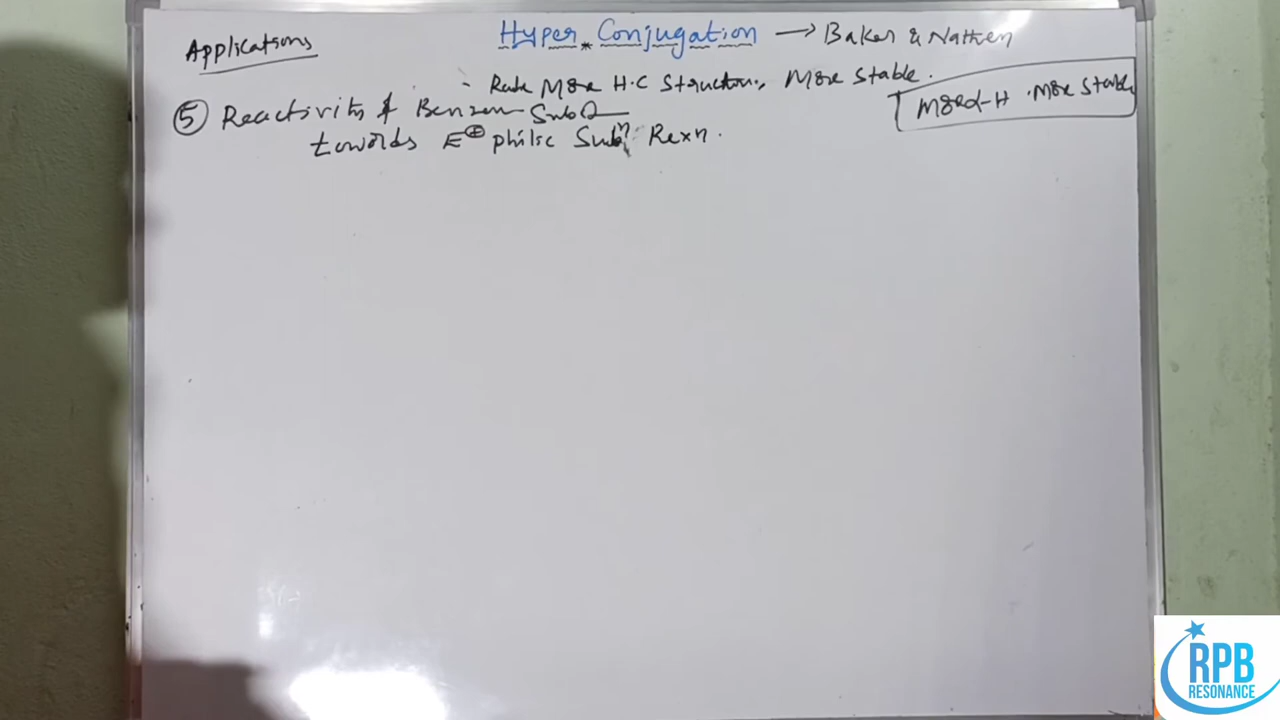 Applications
Hyper Conjugation → Baker & Nathen
- Rule More H.C Structures, More Stable.
More α-H . More Stable
⑤ Reactivity of Benzene
towards E⊕philic Subⁿ Rexn.
RPB
RESONANCE